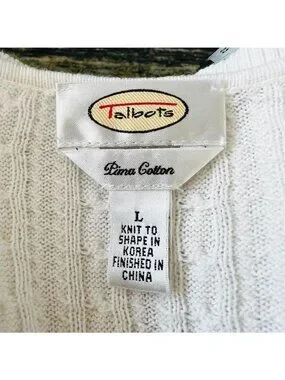 Talbots
Pima Cotton
L
KNIT TO
SHAPE IN
KOREA
FINISHED IN
CHINA